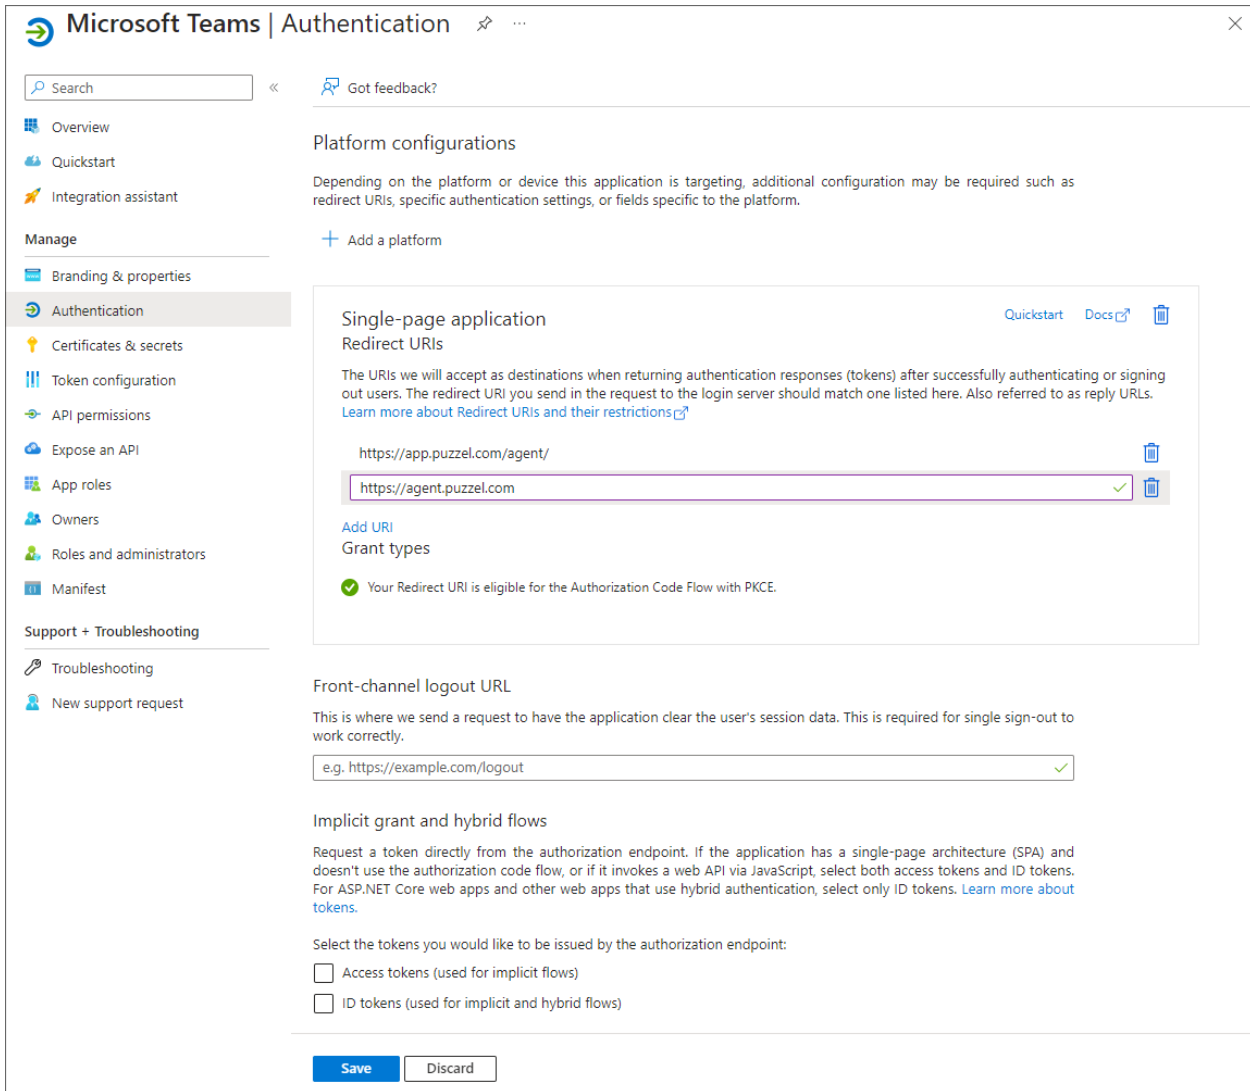 Microsoft Teams | Authentication
Search
Overview
Quickstart
Integration assistant
Manage
Branding & properties
Authentication
Certificates & secrets
Token configuration
API permissions
Expose an API
App roles
Owners
Roles and administrators
Manifest
Support + Troubleshooting
Troubleshooting
New support request
Got feedback?
Platform configurations
Depending on the platform or device this application is targeting, additional configuration may be required such as
redirect URIs, specific authentication settings, or fields specific to the platform.
Add a platform
Single-page application
Quickstart
Docs
Redirect URIs
The URIs we will accept as destinations when returning authentication responses (tokens) after successfully authenticating or signing
out users. The redirect URI you send in the request to the login server should match one listed here. Also referred to as reply URLs.
Learn more about Redirect URIs and their restrictions
https://app.puzzel.com/agent/
https://agent.puzzel.com
Add URI
Grant types
Your Redirect URI is eligible for the Authorization Code Flow with PKCE.
Front-channel logout URL
This is where we send a request to have the application clear the user's session data. This is required for single sign-out to
work correctly.
e.g. https://example.com/logout
Implicit grant and hybrid flows
Request a token directly from the authorization endpoint. If the application has a single-page architecture (SPA) and
doesn't use the authorization code flow, or if it invokes a web API via JavaScript, select both access tokens and ID tokens.
For ASP.NET Core web apps and other web apps that use hybrid authentication, select only ID tokens. Learn more about
tokens.
Select the tokens you would like to be issued by the authorization endpoint:
Access tokens (used for implicit flows)
ID tokens (used for implicit and hybrid flows)
Save
Discard